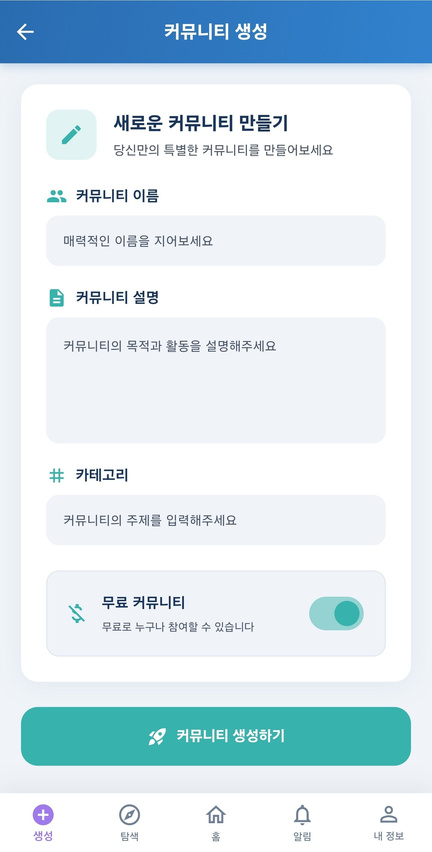 커뮤니티 생성
새로운 커뮤니티 만들기
당신만의 특별한 커뮤니티를 만들어보세요
커뮤니티 이름
매력적인 이름을 지어보세요
커뮤니티 설명
커뮤니티의 목적과 활동을 설명해주세요
카테고리
커뮤니티의 주제를 입력해주세요
무료 커뮤니티
무료로 누구나 참여할 수 있습니다
커뮤니티 생성하기
생성 탐색 홈 알림 내 정보